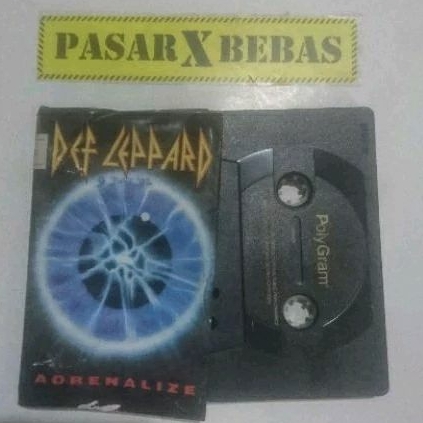 PASAR X BEBAS
DEF LEPPARD
ADRENALIZE
PolyGram